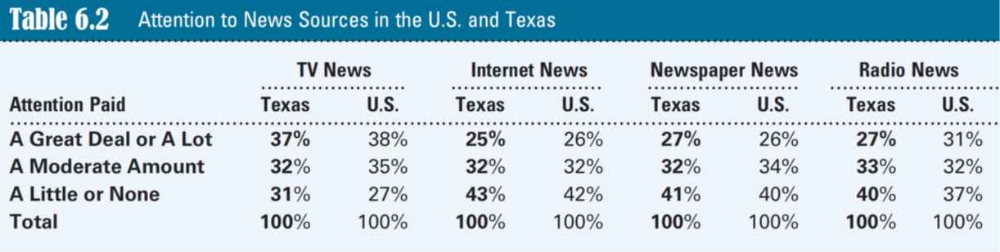 Table 6.2 Attention to News Sources in the U.S. and Texas
TV News Internet News Newspaper News Radio News
Attention Paid Texas U.S. Texas U.S. Texas U.S. Texas U.S.
A Great Deal or A Lot 37% 38% 25% 26% 27% 26% 27% 31%
A Moderate Amount 32% 35% 32% 32% 32% 34% 33% 32%
A Little or None 31% 27% 43% 42% 41% 40% 40% 37%
Total 100% 100% 100% 100% 100% 100% 100% 100%